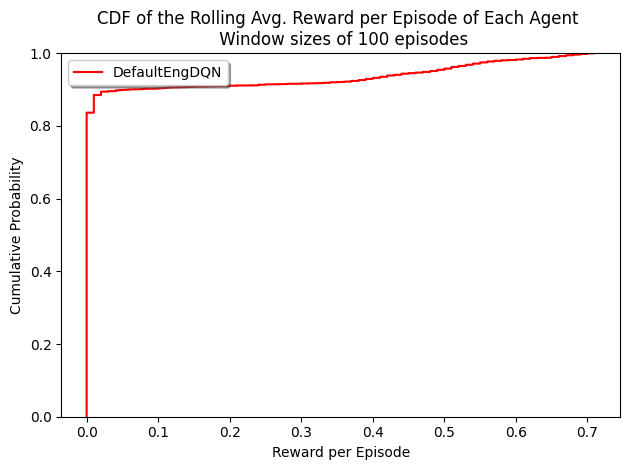 CDF of the Rolling Avg. Reward per Episode of Each Agent
Window sizes of 100 episodes
DefaultEngDQN
1.0
0.8
0.6
0.4
0.2
0.0
Cumulative Probability
0.0 0.1 0.2 0.3 0.4 0.5 0.6 0.7
Reward per Episode